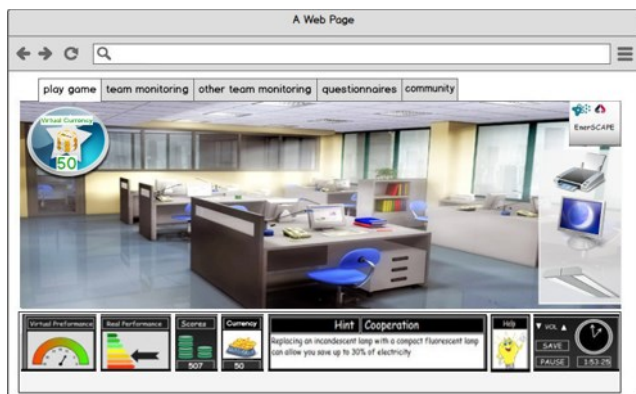 A Web Page
play game
team monitoring
other team monitoring
questionnaires
community
Virtual Currency
50
EnerSCAPE
Virtual Preformance
Real Performance
Scores
507
Currency
50
Hint
Cooperation
Replacing an incandescent lamp with a compact fluorescent lamp
can allow you save up to 30% of electricity
Help
VOL
SAVE
PAUSE
1:53:25